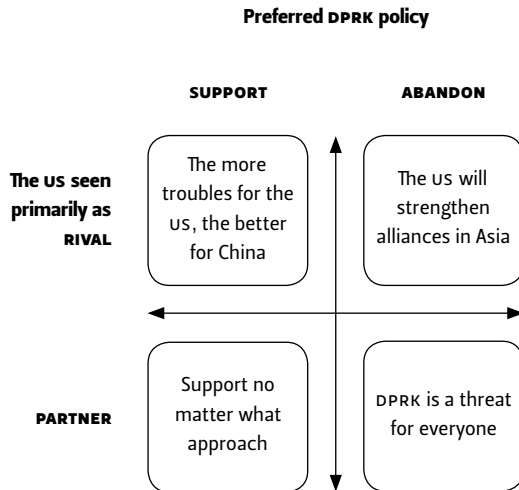 Preferred DPRK policy
SUPPORT
ABANDON
The US seen
primarily as
RIVAL
The more
troubles for the
US, the better
for China
The US will
strengthen
alliances in Asia
PARTNER
Support no
matter what
approach
DPRK is a threat
for everyone